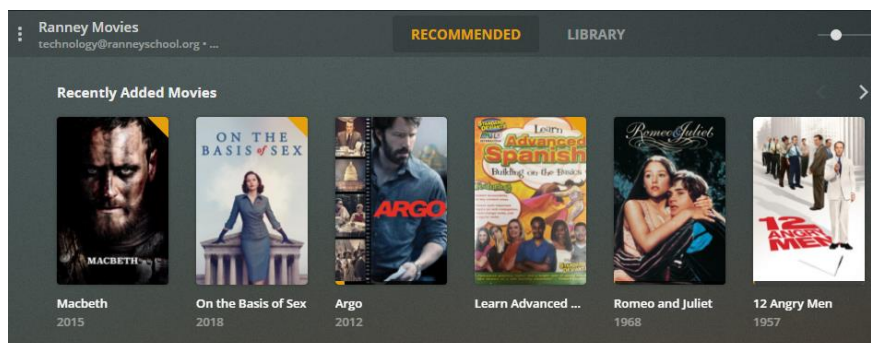 Ranney Movies
technology@ranneyschool.org • ...
RECOMMENDED
LIBRARY
Recently Added Movies
MACBETH
ON THE
BASIS of SEX
ARGO
Learn
Advanced
Spanish
Building on the Basics
Romeo & Juliet
12
ANGRY
MEN
Macbeth
On the Basis of Sex
Argo
Learn Advanced ...
Romeo and Juliet
12 Angry Men
2015
2018
2012
1968
1957